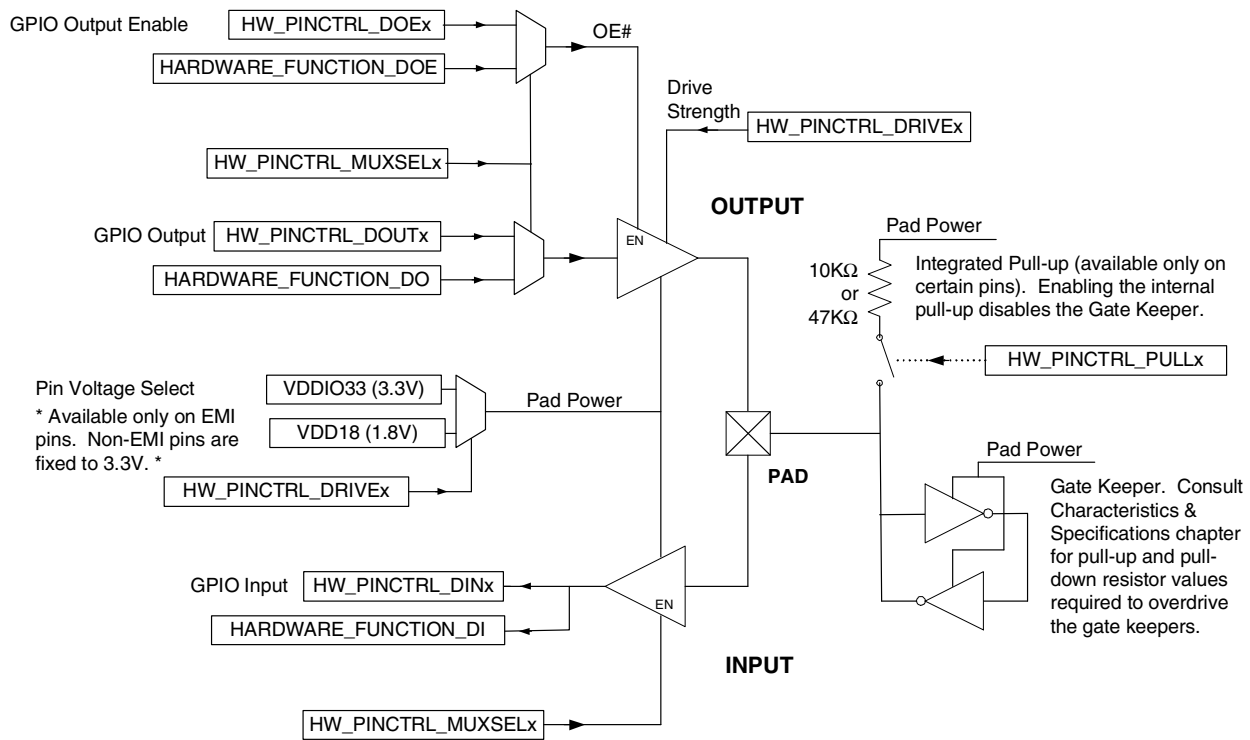 GPIO Output Enable
HW_PINCTRL_DOEx
OE#
HARDWARE_FUNCTION_DOE
Drive
Strength
HW_PINCTRL_DRIVEx
HW_PINCTRL_MUXSELx
OUTPUT
GPIO Output
HW_PINCTRL_DOUTx
EN
HARDWARE_FUNCTION_DO
Pad Power
10KΩ
or
47KΩ
Integrated Pull-up (available only on
certain pins). Enabling the internal
pull-up disables the Gate Keeper.
HW_PINCTRL_PULLx
Pin Voltage Select
* Available only on EMI
pins. Non-EMI pins are
fixed to 3.3V. *
VDDIO33 (3.3V)
VDD18 (1.8V)
Pad Power
HW_PINCTRL_DRIVEx
PAD
Pad Power
Gate Keeper. Consult
Characteristics &
Specifications chapter
for pull-up and pull-
down resistor values
required to overdrive
the gate keepers.
GPIO Input
HW_PINCTRL_DINx
EN
HARDWARE_FUNCTION_DI
INPUT
HW_PINCTRL_MUXSELx